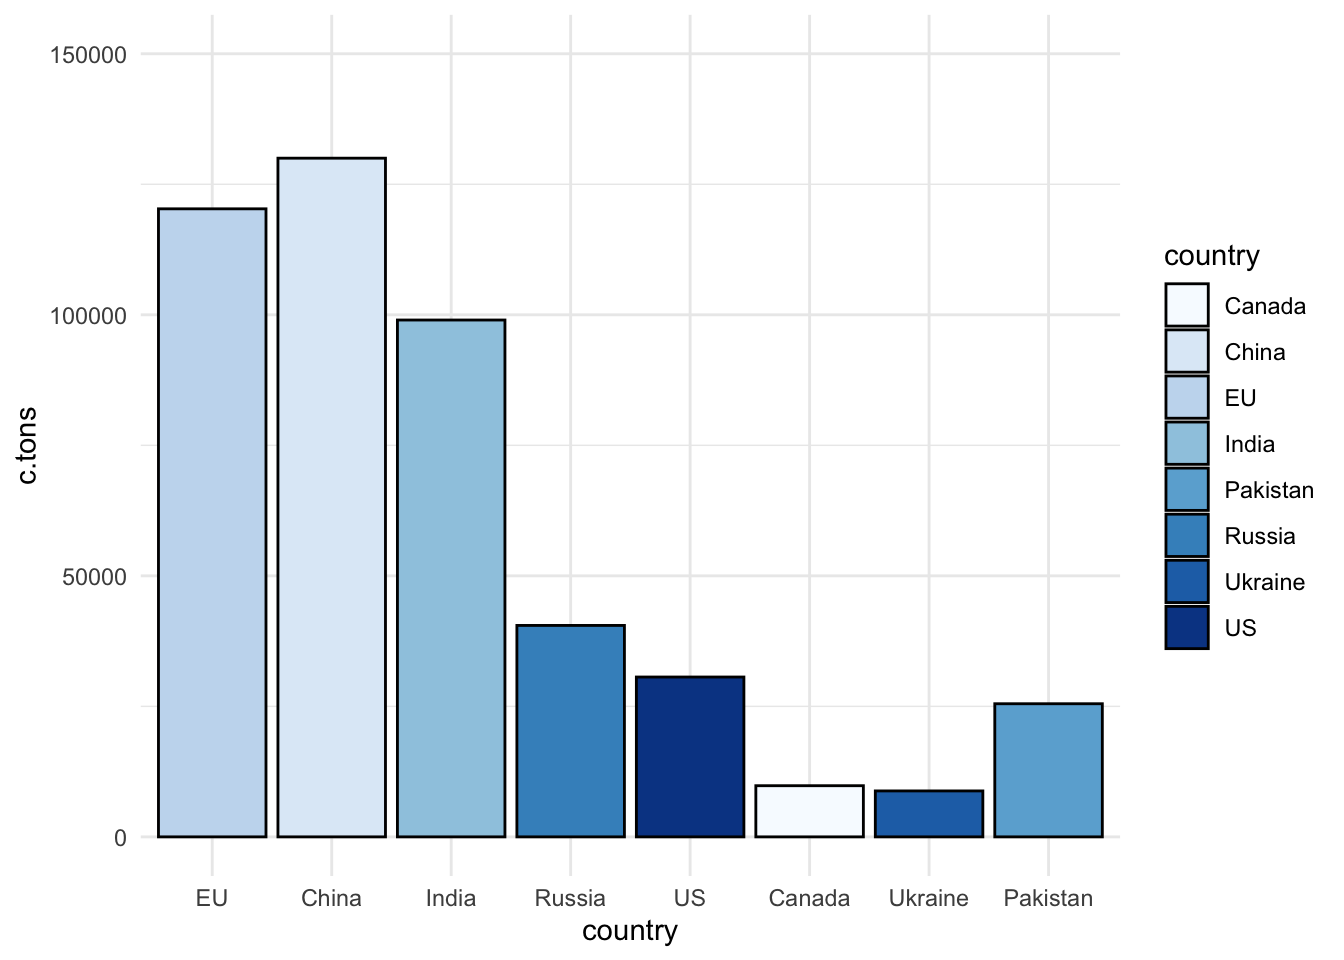 150000
100000
50000
0
c.tons
EU China India Russia US Canada Ukraine Pakistan
country
country
Canada
China
EU
India
Pakistan
Russia
Ukraine
US